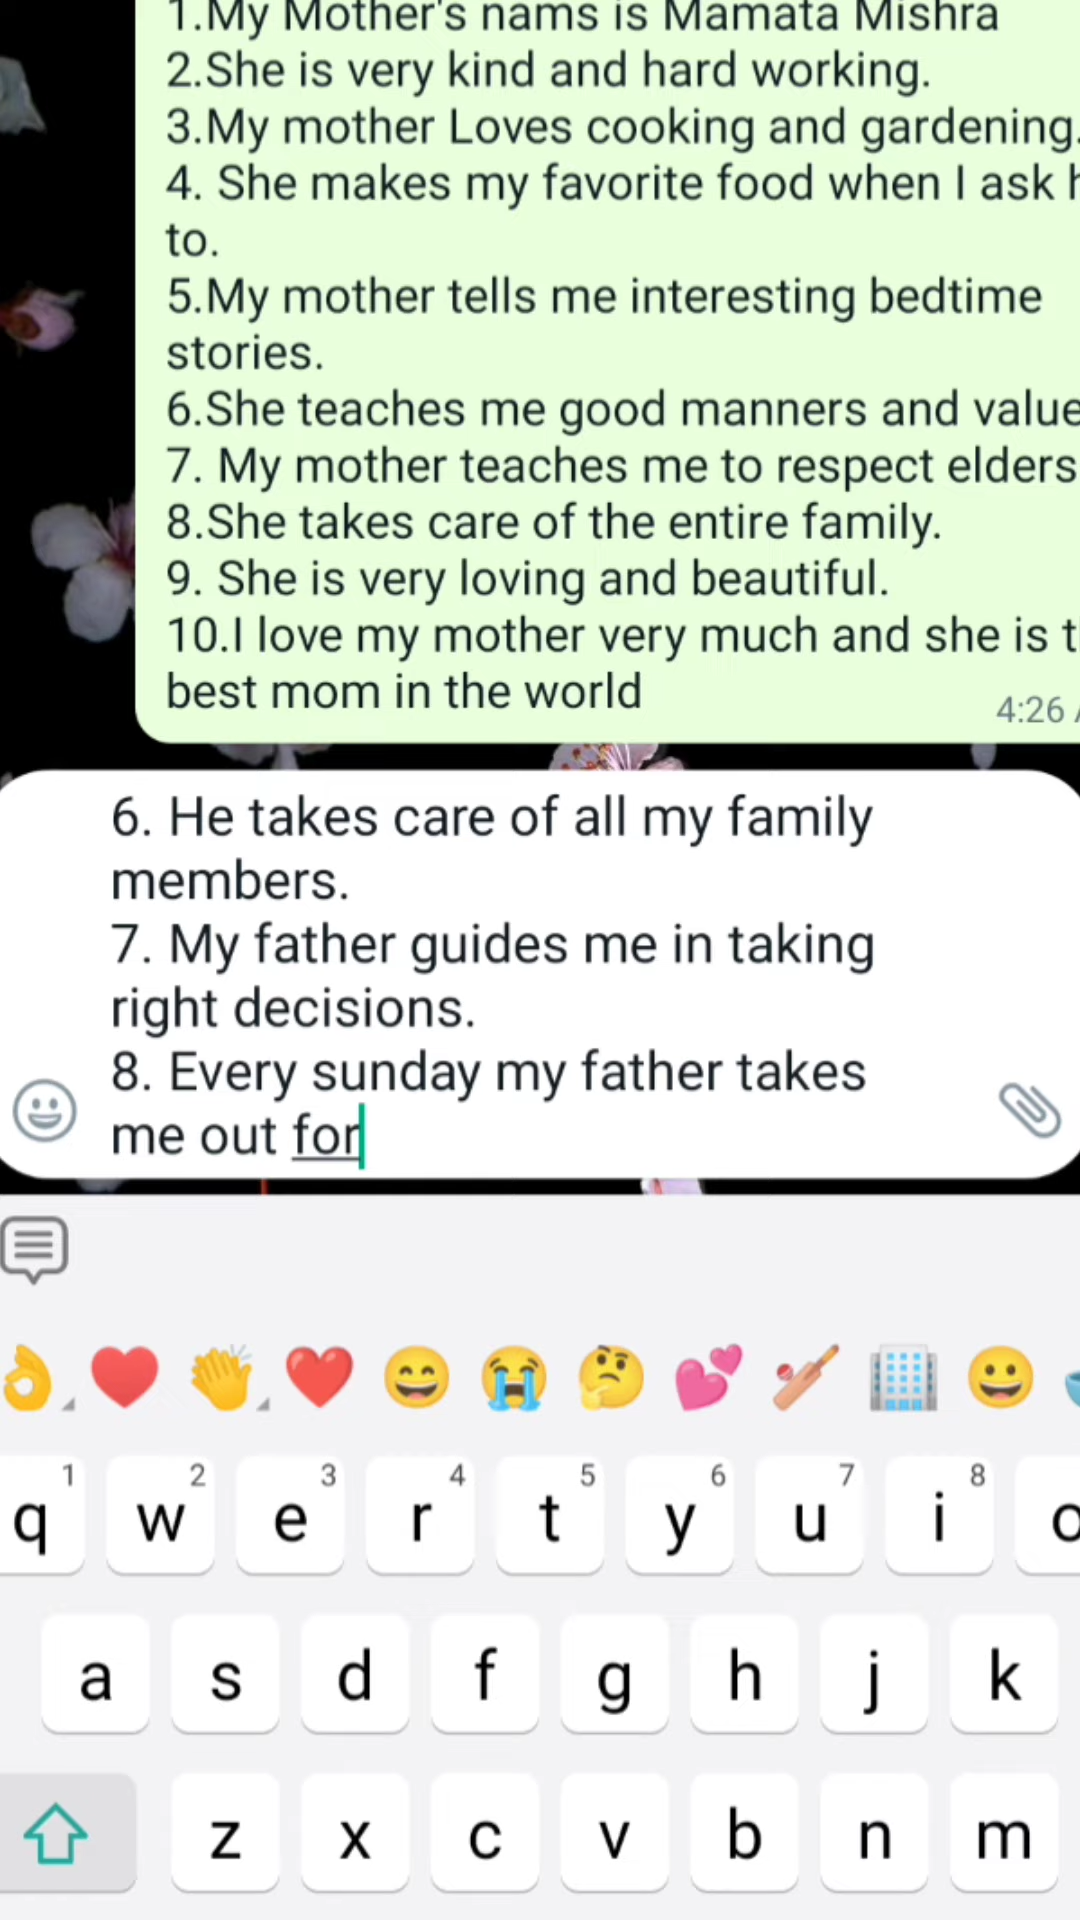 1.My Mother's nams is Mamata Mishra
2.She is very kind and hard working.
3.My mother Loves cooking and gardening.
4. She makes my favorite food when I ask
to.
5.My mother tells me interesting bedtime
stories.
6.She teaches me good manners and value
7. My mother teaches me to respect elders
8.She takes care of the entire family.
9. She is very loving and beautiful.
10.I love my mother very much and she is
best mom in the world
4:26
6. He takes care of all my family
members.
7. My father guides me in taking
right decisions.
8. Every sunday my father takes
me out for
1 2 3 4 5 6 7 8
q w e r t y u i o
a s d f g h j k
z x c v b n m